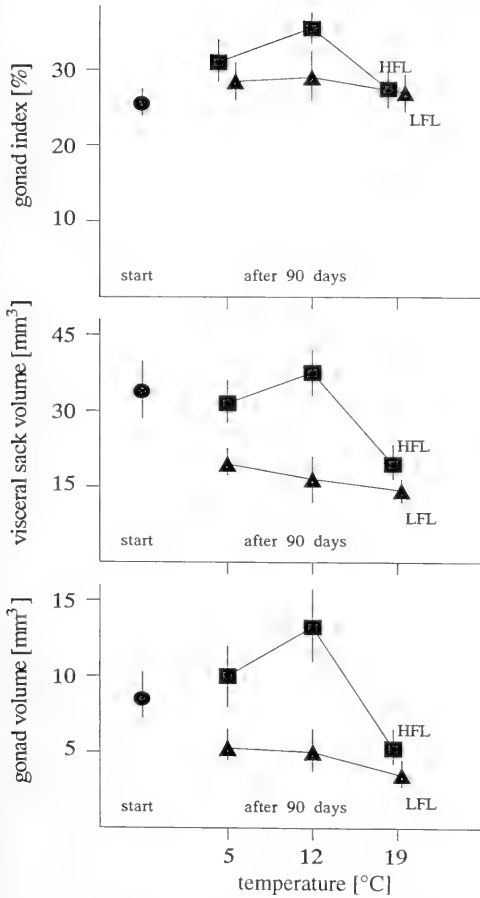 gonad index [%]
30
20
10
HFL
LFL
start after 90 days
visceral sack volume [mm³]
45
30
15
HFL
LFL
start after 90 days
gonad volume [mm³]
15
10
5
HFL
LFL
start after 90 days
5 12 19
temperature [°C]